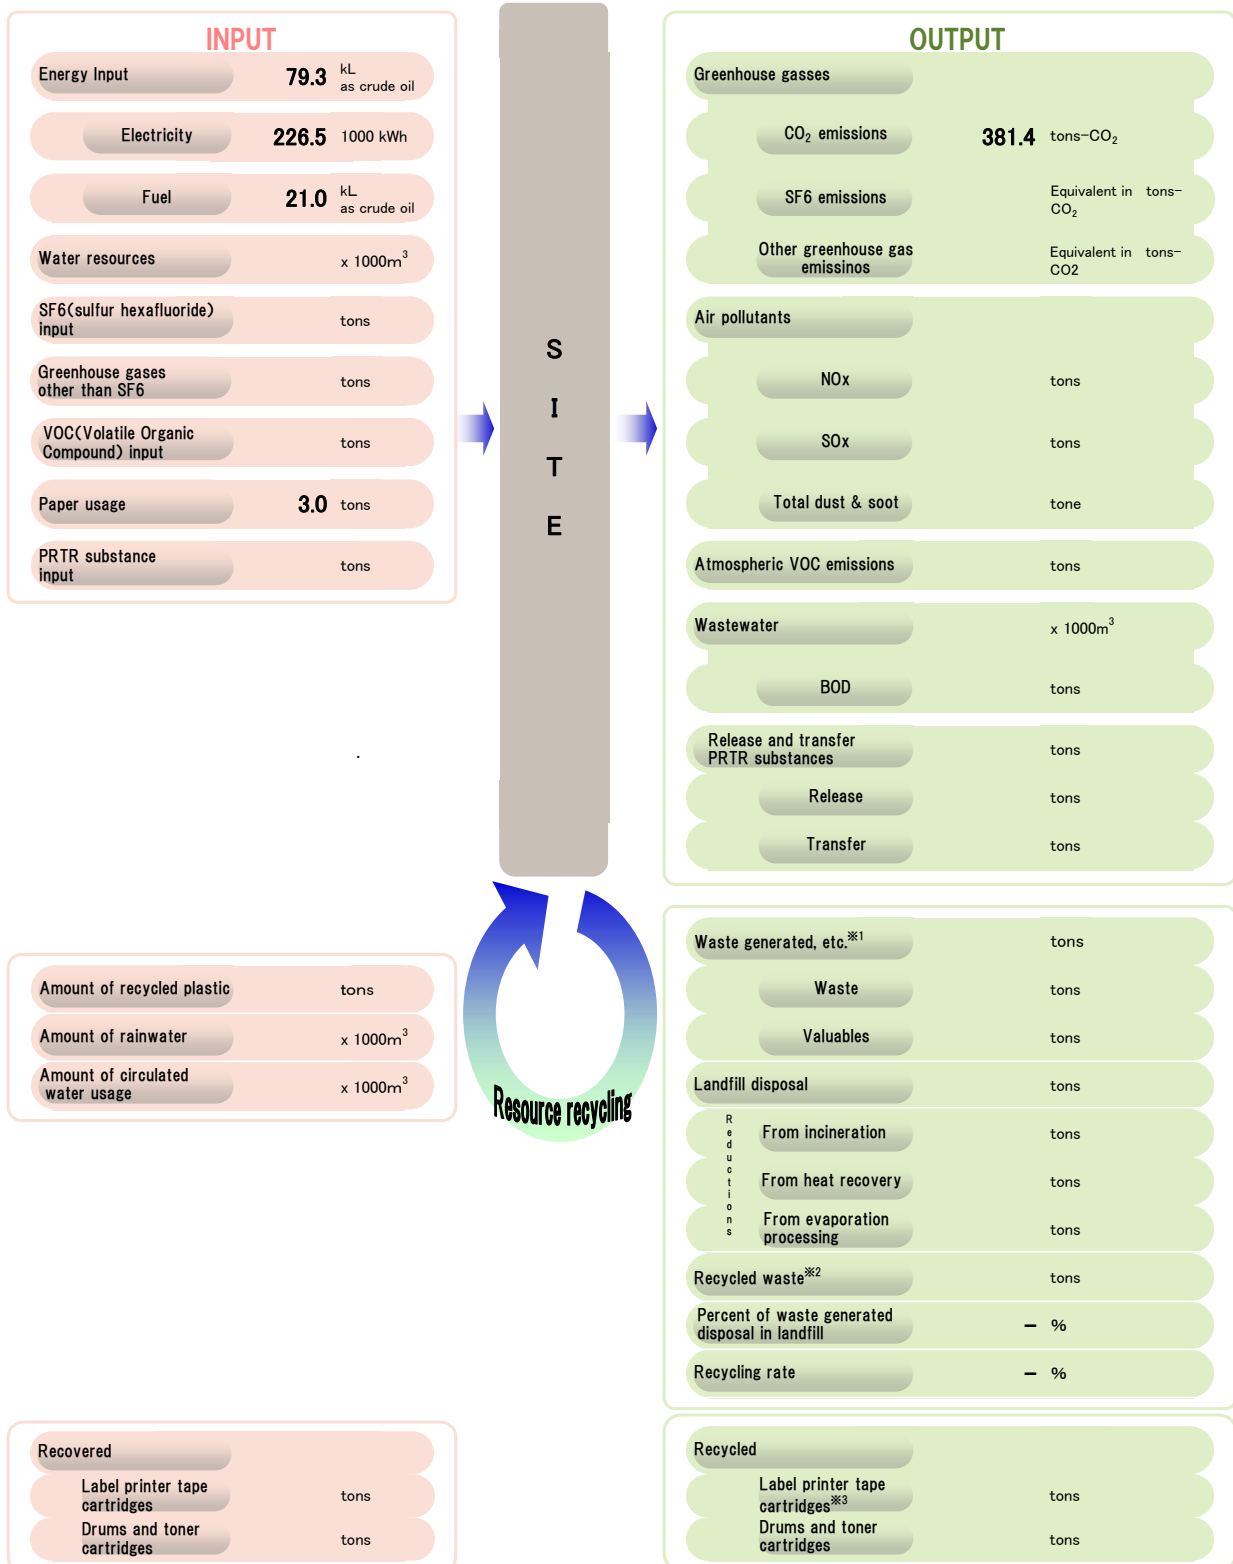 INPUT
Energy Input 79.3 kL
as crude oil
Electricity 226.5 1000 kWh
Fuel 21.0 kL
as crude oil
Water resources x 1000m³
SF6(sulfur hexafluoride)
input tons
Greenhouse gases
other than SF6 tons
VOC(Volatile Organic
Compound) input tons
Paper usage 3.0 tons
PRTR substance
input tons
S
I
T
E
OUTPUT
Greenhouse gasses
CO₂ emissions 381.4 tons-CO₂
SF6 emissions Equivalent in tons-
CO₂
Other greenhouse gas
emissinos Equivalent in tons-
CO2
Air pollutants
NOx tons
SOx tons
Total dust & soot tone
Atmospheric VOC emissions tons
Wastewater x 1000m³
BOD tons
Release and transfer
PRTR substances tons
Release tons
Transfer tons
Amount of recycled plastic tons
Amount of rainwater x 1000m³
Amount of circulated
water usage x 1000m³
Resource recycling
Waste generated, etc.※1 tons
Waste tons
Valuables tons
Landfill disposal tons
Reductions
From incineration tons
From heat recovery tons
From evaporation
processing tons
Recycled waste※2 tons
Percent of waste generated
disposal in landfill – %
Recycling rate – %
Recovered
Label printer tape
cartridges tons
Drums and toner
cartridges tons
Recycled
Label printer tape
cartridges※3 tons
Drums and toner
cartridges tons